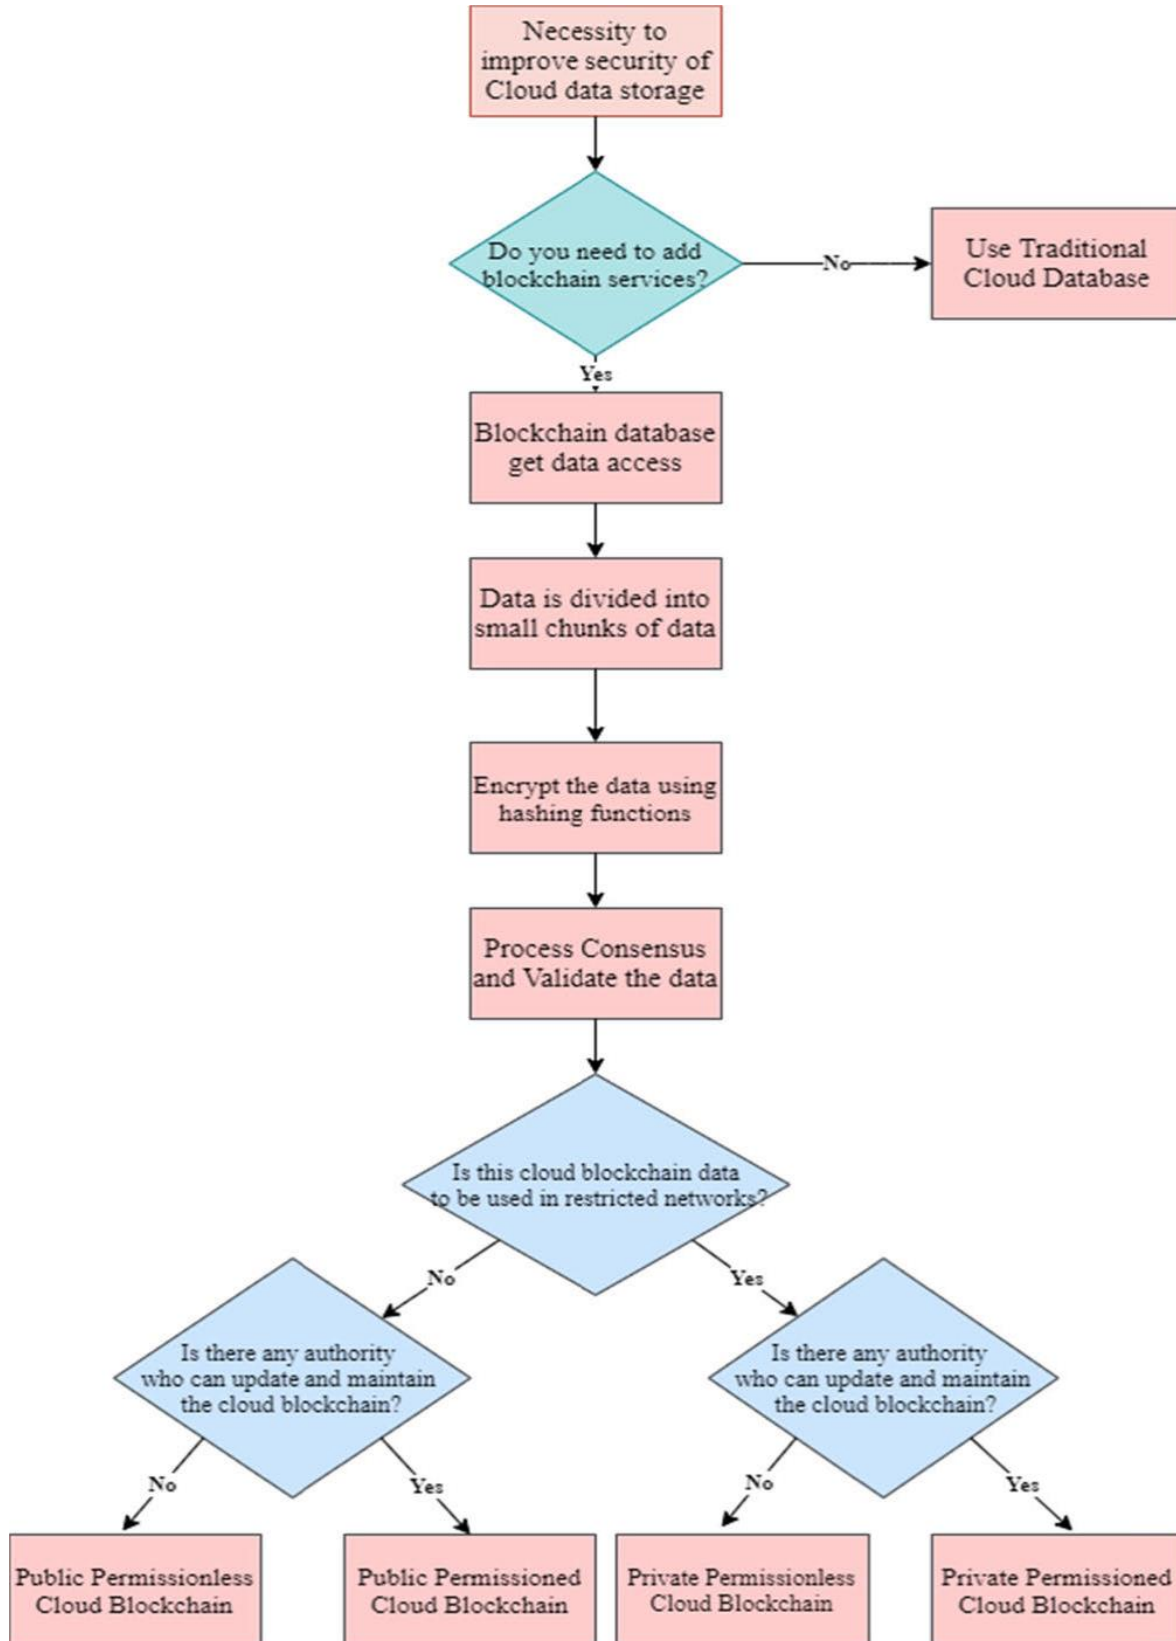 Necessity to
improve security of
Cloud data storage
Do you need to add
blockchain services?
No
Use Traditional
Cloud Database
Yes
Blockchain database
get data access
Data is divided into
small chunks of data
Encrypt the data using
hashing functions
Process Consensus
and Validate the data
Is this cloud blockchain data
to be used in restricted networks?
No
Yes
Is there any authority
who can update and maintain
the cloud blockchain?
Is there any authority
who can update and maintain
the cloud blockchain?
No
Yes
No
Yes
Public Permissionless
Cloud Blockchain
Public Permissioned
Cloud Blockchain
Private Permissionless
Cloud Blockchain
Private Permissioned
Cloud Blockchain